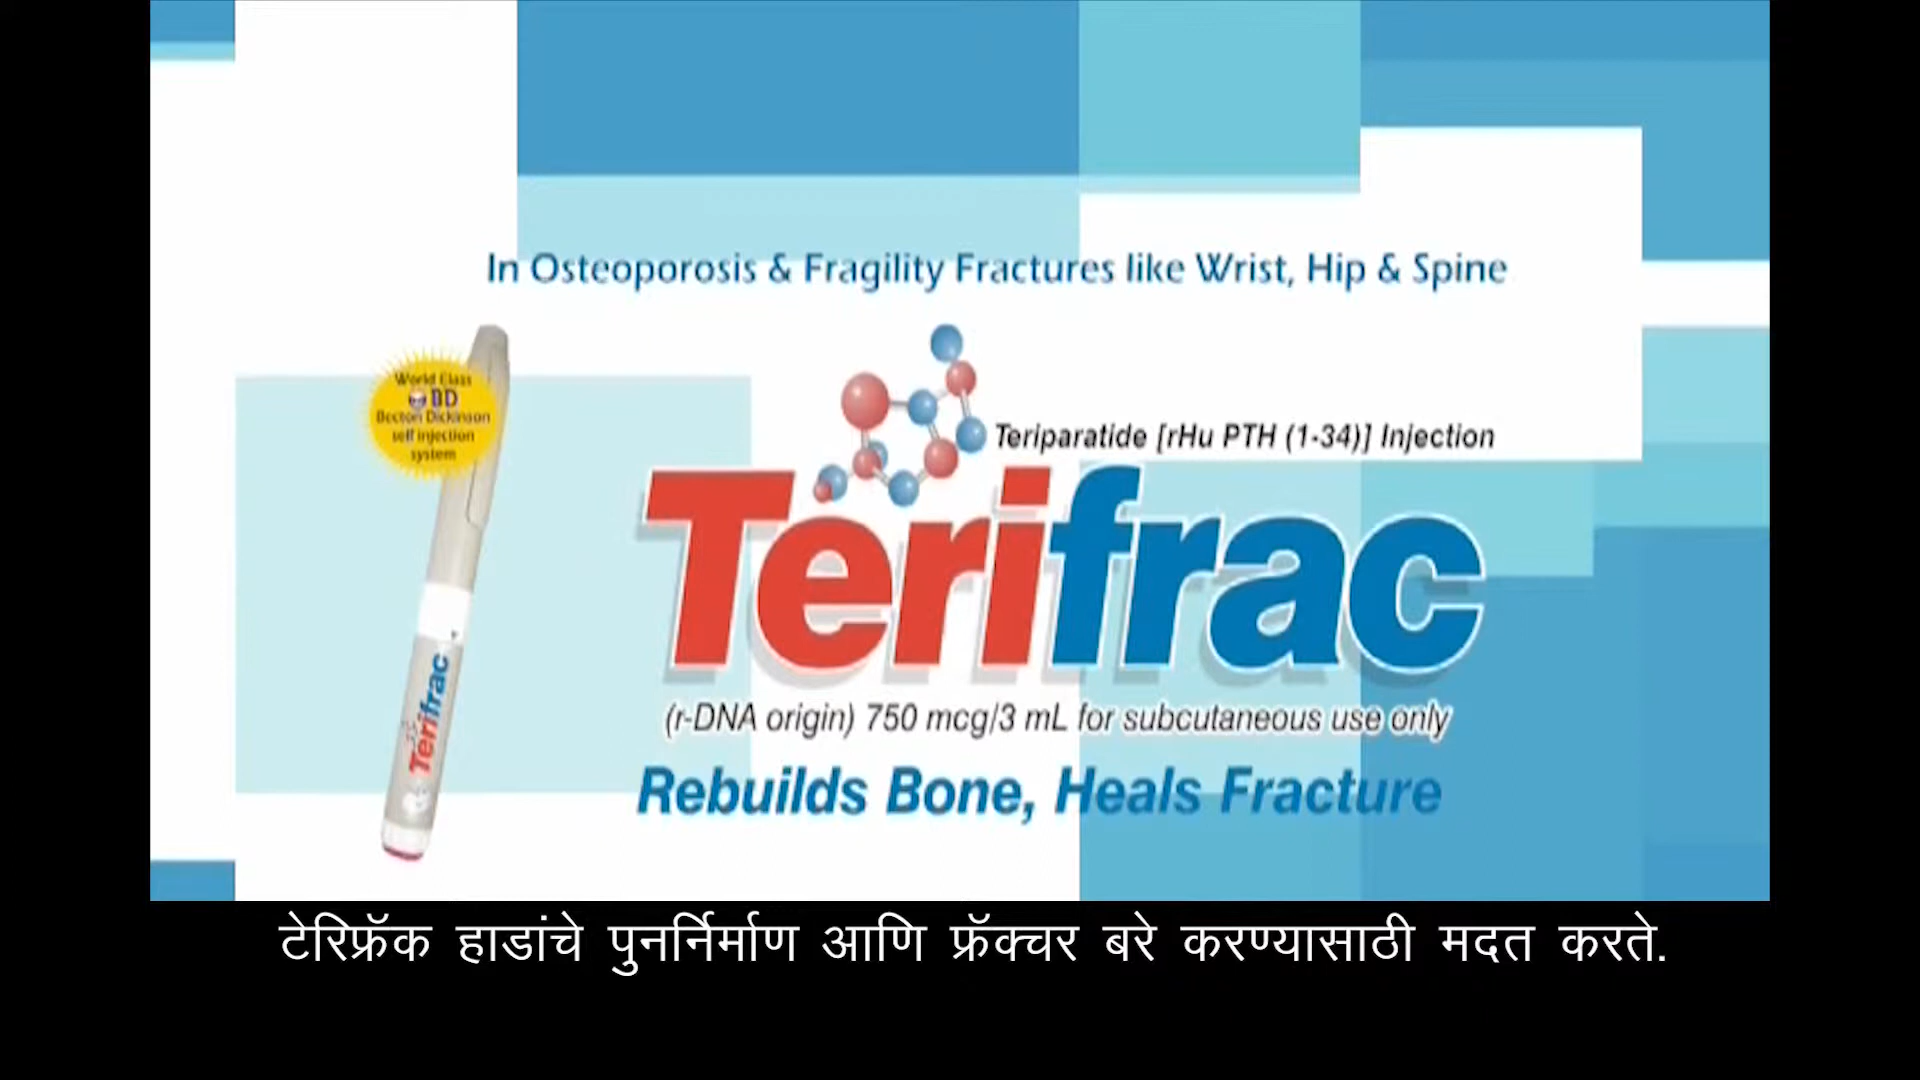 In Osteoporosis & Fragility Fractures like Wrist, Hip & Spine
World Class
BD
Becton Dickinson
self injection
system
Teriparatide [rHu PTH (1-34)] Injection
Terifrac
Terifrac
(r-DNA origin) 750 mcg/3 mL for subcutaneous use only
Rebuilds Bone, Heals Fracture
टेरिफ्रॅक हाडांचे पुनर्निर्माण आणि फ्रॅक्चर बरे करण्यासाठी मदत करते.